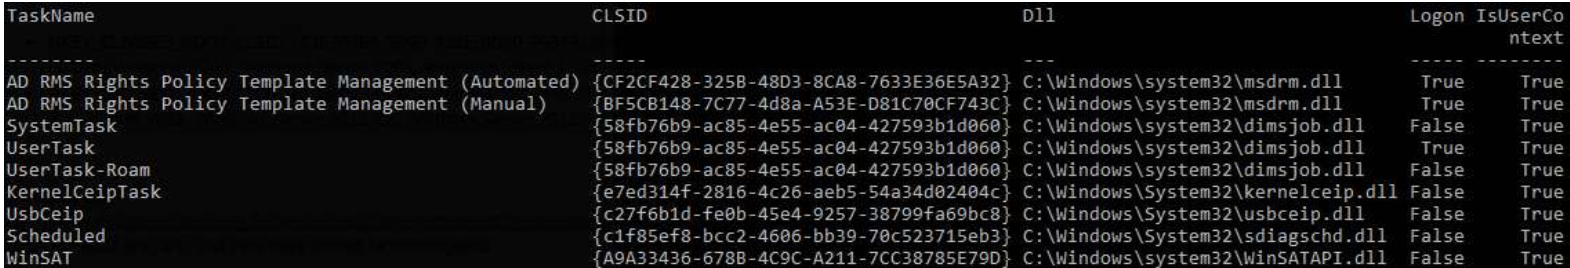 TaskName CLSID Dll Logon IsUserCo
ntext
-------- ----- --- ----- --------
AD RMS Rights Policy Template Management (Automated) {CF2CF428-325B-48D3-8CA8-7633E36E5A32} C:\Windows\system32\msdrm.dll True True
AD RMS Rights Policy Template Management (Manual) {BF5CB148-7C77-4d8a-A53E-D81C70CF743C} C:\Windows\system32\msdrm.dll True True
SystemTask {58fb76b9-ac85-4e55-ac04-427593b1d060} C:\Windows\system32\dimsjob.dll False True
UserTask {58fb76b9-ac85-4e55-ac04-427593b1d060} C:\Windows\system32\dimsjob.dll True True
UserTask-Roam {58fb76b9-ac85-4e55-ac04-427593b1d060} C:\Windows\system32\dimsjob.dll False True
KernelCeipTask {e7ed314f-2816-4c26-aeb5-54a34d02404c} C:\Windows\System32\kernelceip.dll False True
UsbCeip {c27f6b1d-fe0b-45e4-9257-38799fa69bc8} C:\Windows\System32\usbceip.dll False True
Scheduled {c1f85ef8-bcc2-4606-bb39-70c523715eb3} C:\Windows\System32\sdiagschd.dll False True
WinSAT {A9A33436-678B-4C9C-A211-7CC38785E79D} C:\Windows\system32\WinSATAPI.dll False True